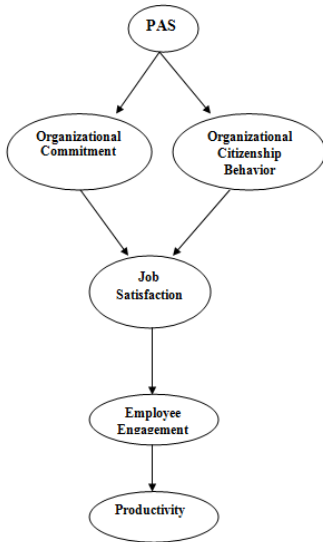 PAS
Organizational
Commitment
Organizational
Citizenship
Behavior
Job
Satisfaction
Employee
Engagement
Productivity